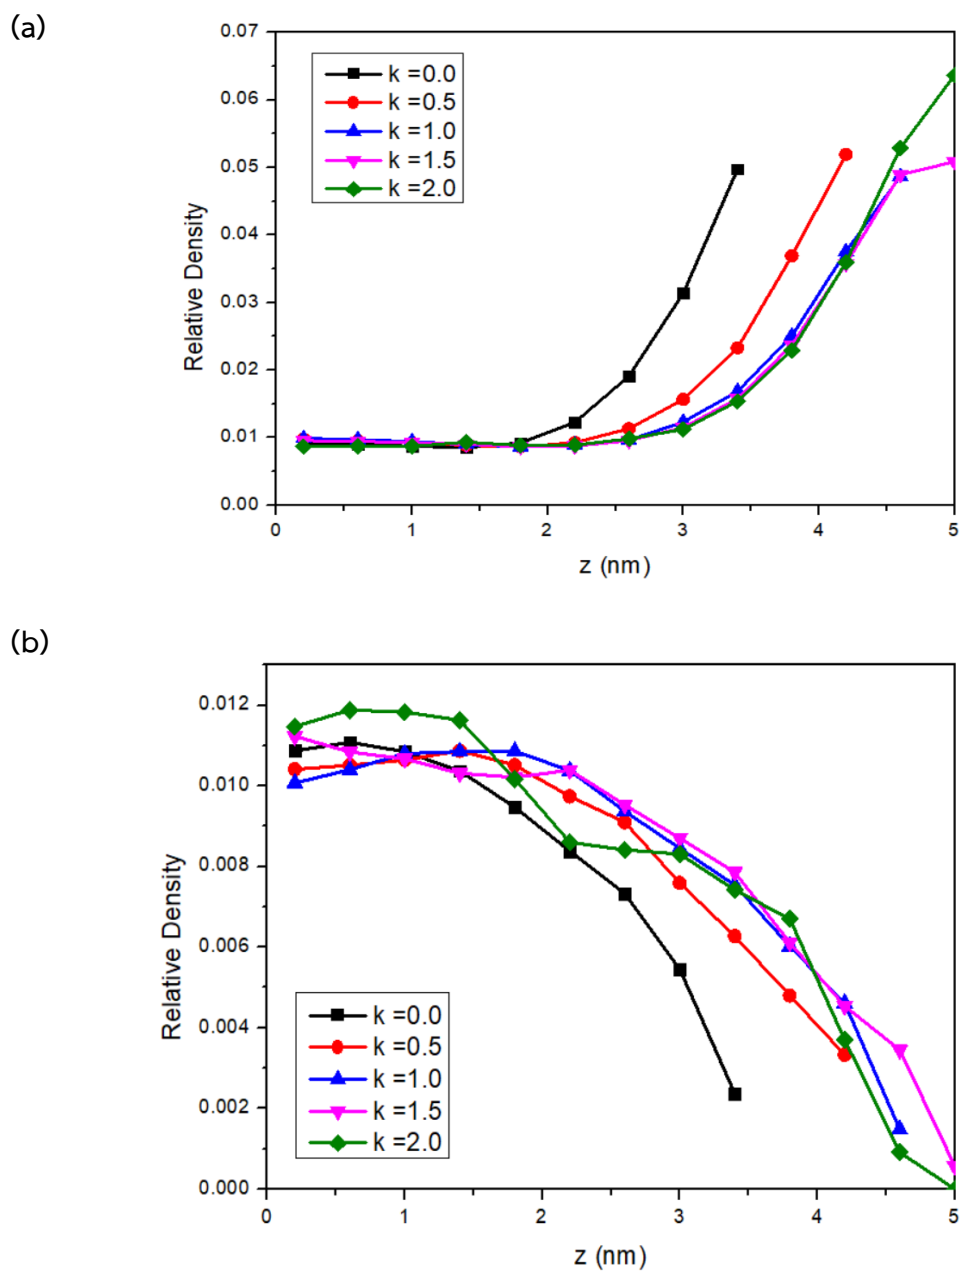 (a)
0.07
0.06
0.05
0.04
0.03
0.02
0.01
0.00
Relative Density
k =0.0
k =0.5
k =1.0
k =1.5
k =2.0
0 1 2 3 4 5
z (nm)
(b)
0.012
0.010
0.008
0.006
0.004
0.002
0.000
Relative Density
k =0.0
k =0.5
k =1.0
k =1.5
k =2.0
0 1 2 3 4 5
z (nm)